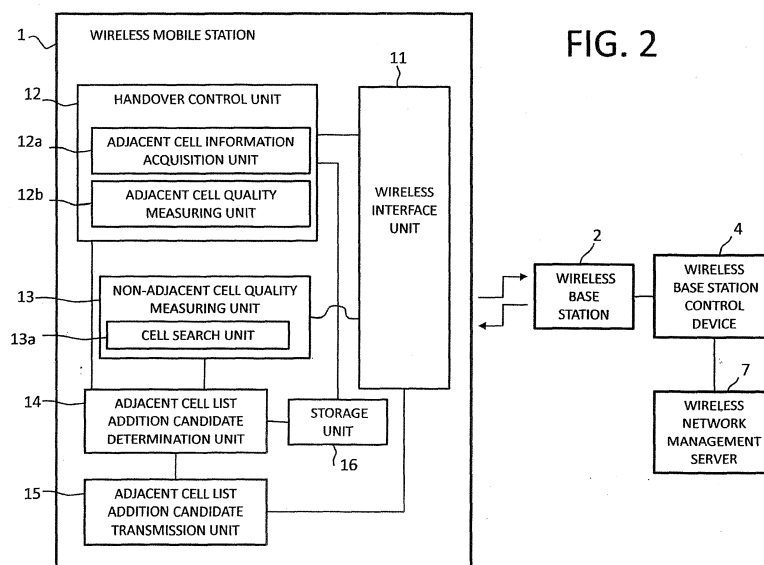 FIG. 2
1
WIRELESS MOBILE STATION
11
12
HANDOVER CONTROL UNIT
12a
ADJACENT CELL INFORMATION
ACQUISITION UNIT
12b
ADJACENT CELL QUALITY
MEASURING UNIT
WIRELESS
INTERFACE
UNIT
13
NON-ADJACENT CELL QUALITY
MEASURING UNIT
13a
CELL SEARCH UNIT
14
ADJACENT CELL LIST
ADDITION CANDIDATE
DETERMINATION UNIT
STORAGE
UNIT
16
15
ADJACENT CELL LIST
ADDITION CANDIDATE
TRANSMISSION UNIT
2
WIRELESS
BASE
STATION
4
WIRELESS
BASE STATION
CONTROL
DEVICE
7
WIRELESS
NETWORK
MANAGEMENT
SERVER